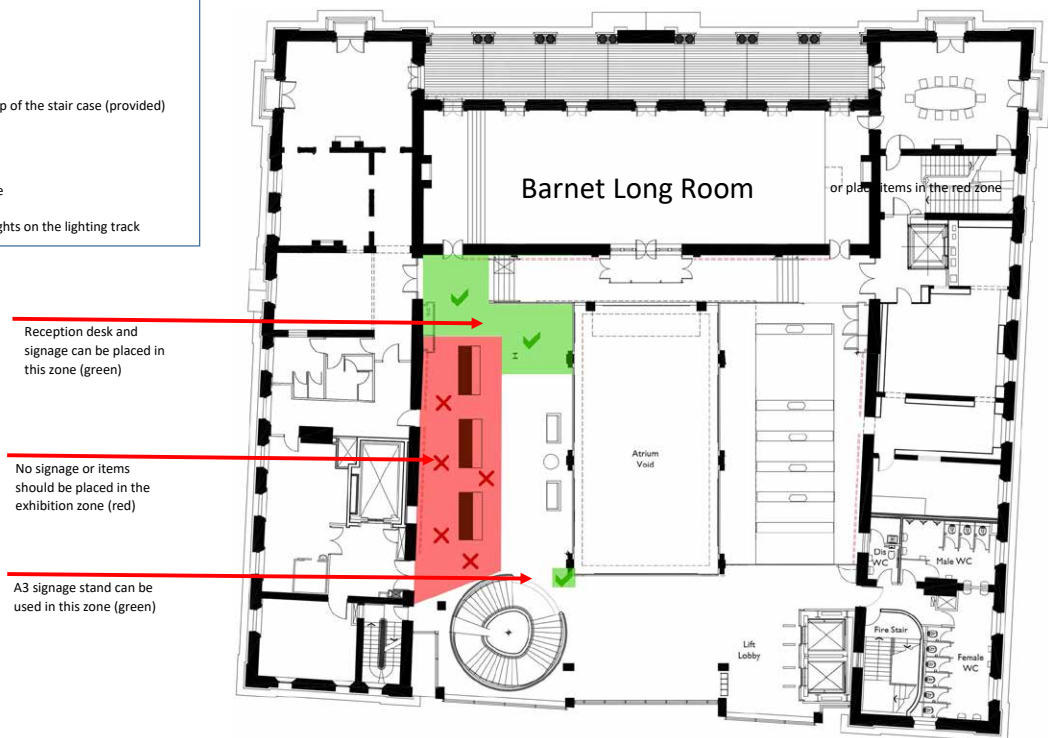 p of the stair case (provided)
e
ghts on the lighting track
Barnet Long Room
or place items in the red zone
Reception desk and
signage can be placed in
this zone (green)
No signage or items
should be placed in the
exhibition zone (red)
A3 signage stand can be
used in this zone (green)
Atrium
Void
Dis
WC
Male WC
Fire Stair
Female
WC
Lift
Lobby